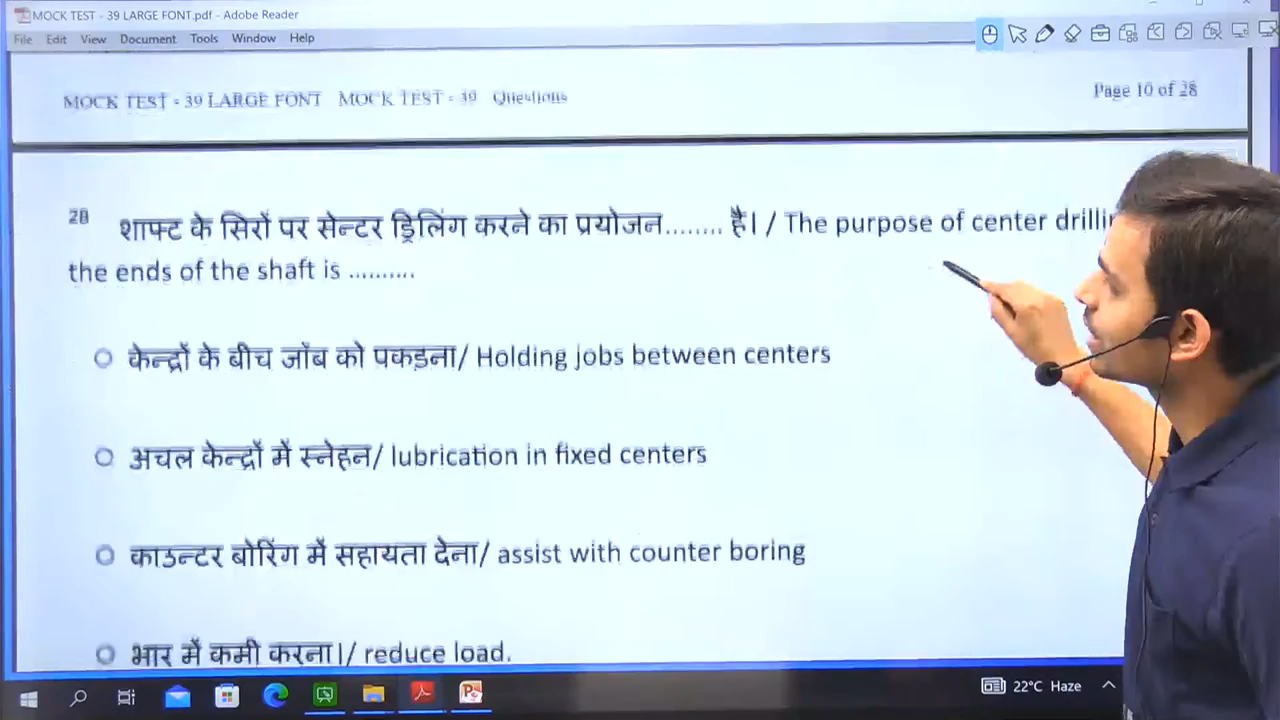 MOCK TEST - 39 LARGE FONT.pdf - Adobe Reader
File Edit View Document Tools Window Help
MOCK TEST - 39 LARGE FONT MOCK TEST - 39 Questions
Page 10 of 28
28 शाफ्ट के सिरों पर सेन्टर ड्रिलिंग करने का प्रयोजन........ है। / The purpose of center
the ends of the shaft is ..........
केन्द्रों के बीच जॉब को पकड़ना/ Holding jobs between centers
अचल केन्द्रों में स्नेहन/ lubrication in fixed centers
काउन्टर बोरिंग में सहायता देना/ assist with counter boring
भार में कमी करना।/ reduce load.
22°C Haze